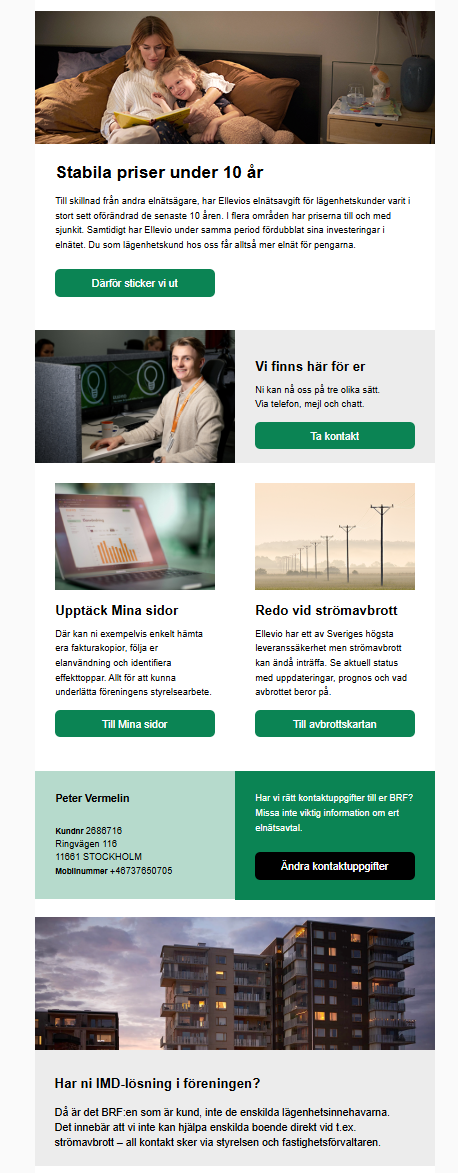 Stabila priser under 10 år
Till skillnad från andra elnätsägare, har Ellevios elnätsavgift för lägenhetskunder varit i
stort sett oförändrad de senaste 10 åren. I flera områden har priserna till och med
sjunkit. Samtidigt har Ellevio under samma period fördubblat sina investeringar i
elnätet. Du som lägenhetskund hos oss får alltså mer elnät för pengarna.
Därför sticker vi ut
Vi finns här för er
Ni kan nå oss på tre olika sätt.
Via telefon, mejl och chatt.
Ta kontakt
Upptäck Mina sidor
Där kan ni exempelvis enkelt hämta
era fakturakopior, följa er
elanvändning och identifiera
effekttoppar. Allt för att kunna
underlätta föreningens styrelsearbete.
Till Mina sidor
Redo vid strömavbrott
Ellevio har ett av Sveriges högsta
leveranssäkerhet men strömavbrott
kan ändå inträffa. Se aktuell status
med uppdateringar, prognos och vad
avbrottet beror på.
Till avbrottskartan
Peter Vermelin
Kundnr 2686716
Ringvägen 116
11661 STOCKHOLM
Mobilnummer +46737650705
Har vi rätt kontaktuppgifter till er BRF?
Missa inte viktig information om ert
elnätsavtal.
Ändra kontaktuppgifter
Har ni IMD-lösning i föreningen?
Då är det BRF:en som är kund, inte de enskilda lägenhetsinnehavarna.
Det innebär att vi inte kan hjälpa enskilda boende direkt vid t.ex.
strömavbrott – all kontakt sker via styrelsen och fastighetsförvaltaren.